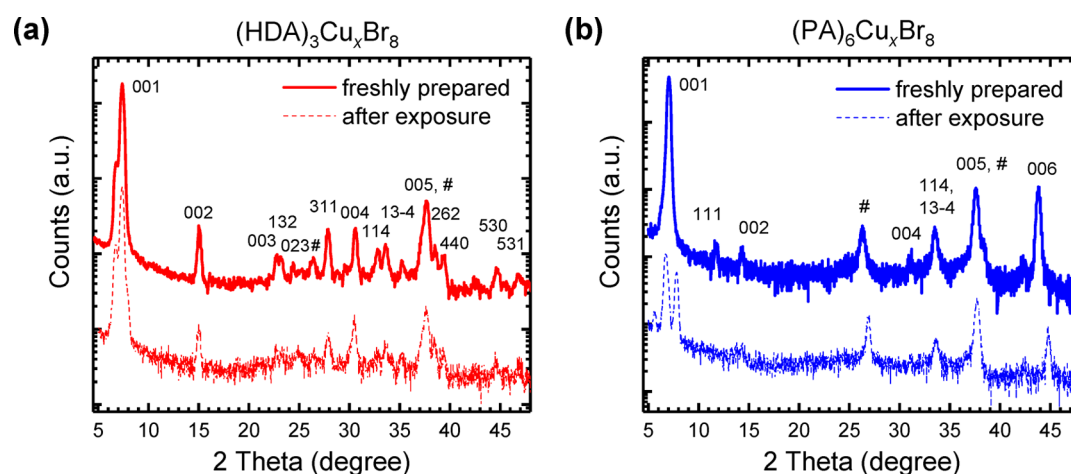 (a)
(HDA)₃CuₓBr₈
001
freshly prepared
after exposure
002
003
132
023
#
311
004
114
13-4
005, #
262
440
530
531
Counts (a.u.)
5 10 15 20 25 30 35 40 45
2 Theta (degree)
(b)
(PA)₆CuₓBr₈
001
freshly prepared
after exposure
111
002
#
004
114,
13-4
005, #
006
Counts (a.u.)
5 10 15 20 25 30 35 40 45
2 Theta (degree)